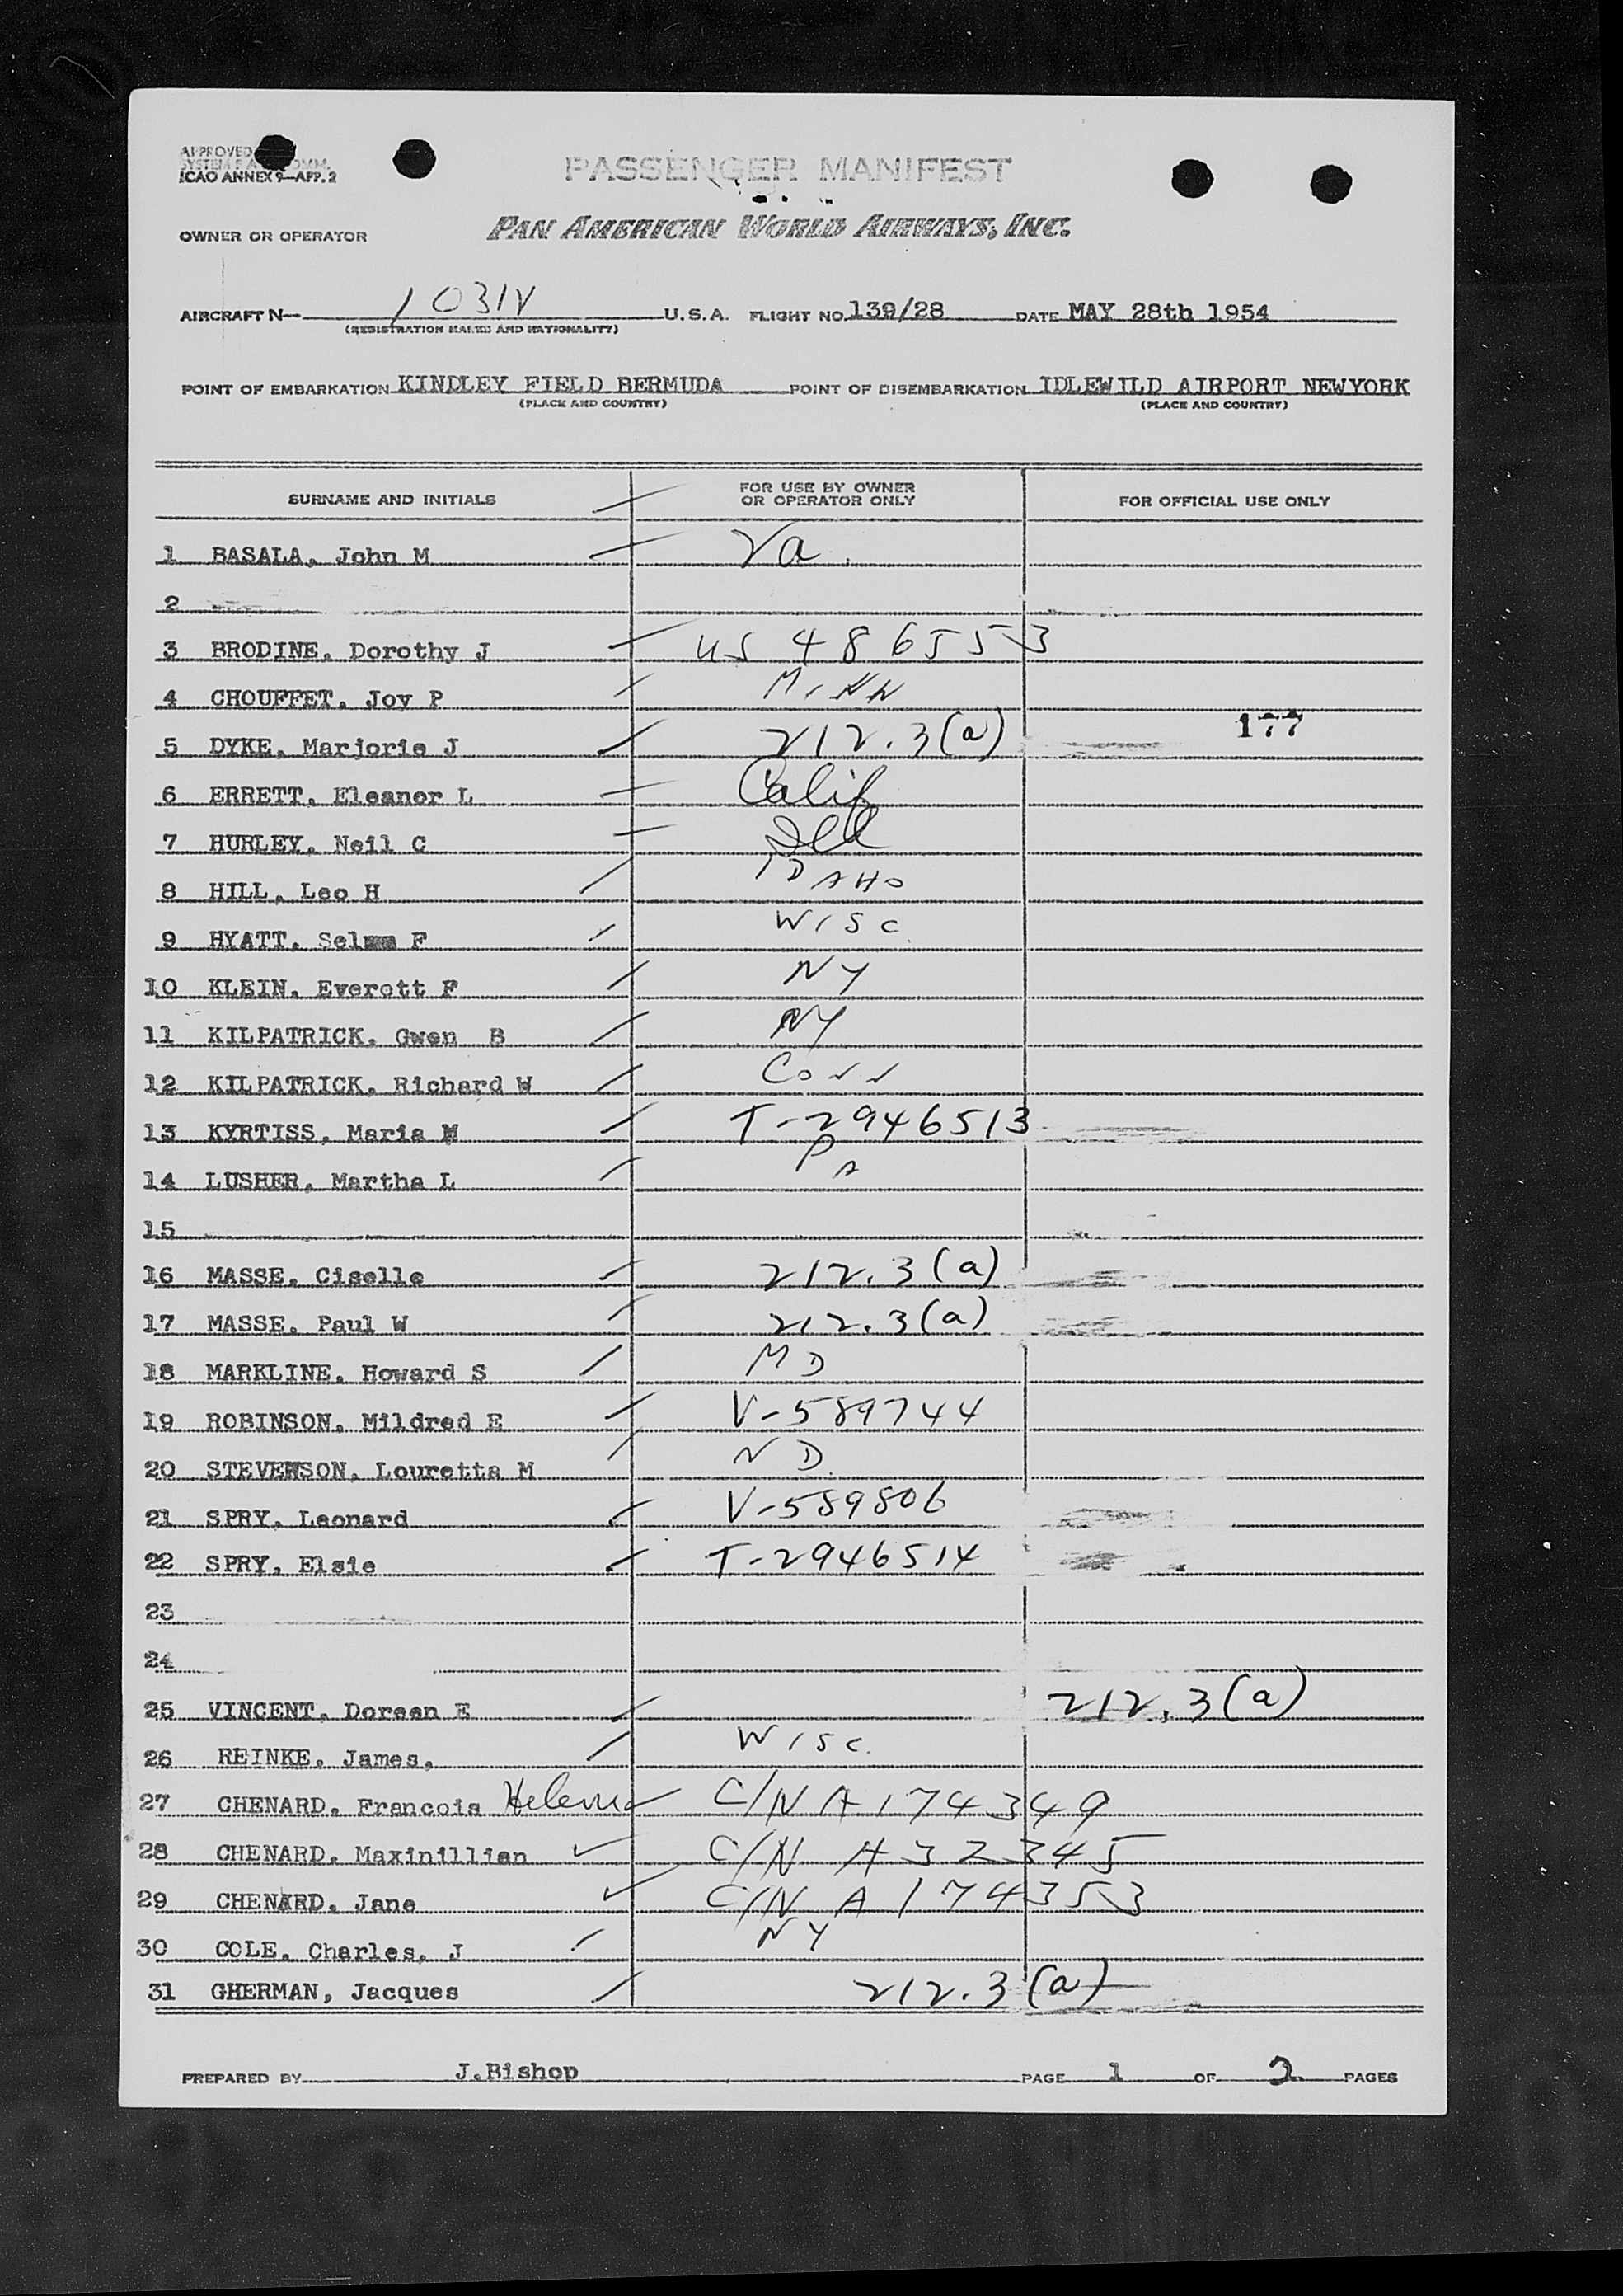 APPROVED
ICAO ANNEX 9—APP. 2
PASSENGER MANIFEST
OWNER OR OPERATOR PAN AMERICAN WORLD AIRWAYS, INC.
AIRCRAFT N— 1031V U.S.A. FLIGHT NO. 139/28 DATE MAY 28th 1954
(REGISTRATION MARKS AND NATIONALITY)
POINT OF EMBARKATION KINDLEY FIELD BERMUDA POINT OF DISEMBARKATION IDLEWILD AIRPORT NEWYORK
(PLACE AND COUNTRY) (PLACE AND COUNTRY)
SURNAME AND INITIALS FOR USE BY OWNER OR OPERATOR ONLY FOR OFFICIAL USE ONLY
1 BASALA, John M Va.
2
3 BRODINE, Dorothy J US 4865553
4 CHOUFFET, Joy P MINN
5 DYKE, Marjorie J 212.3(a) 177
6 ERRETT, Eleanor L Calif
7 HURLEY, Neil C
8 HILL, Leo H IDAHO
9 HYATT, Selma F WISC
10 KLEIN, Everett F NY
11 KILPATRICK, Gwen B NY
12 KILPATRICK, Richard W CONN
13 KYRTISS, Maria M T-2946513
14 LUSHER, Martha L PA
15
16 MASSE, Ciselle 212.3(a)
17 MASSE, Paul W 212.3(a)
18 MARKLINE, Howard S MD
19 ROBINSON, Mildred E V-589744
20 STEVENSON, Louretta M ND
21 SPRY, Leonard V-589806
22 SPRY, Elsie T-2946514
23
24
25 VINCENT, Doreen E 212.3(a)
26 REINKE, James, WISC.
27 CHENARD, Francois Helena C/N A174349
28 CHENARD, Maxinillian C/N A32345
29 CHENARD, Jane C/N A174353
30 COLE, Charles, J NY
31 GHERMAN, Jacques 212.3(a)
PREPARED BY J.Bishop PAGE 1 OF 2 PAGES